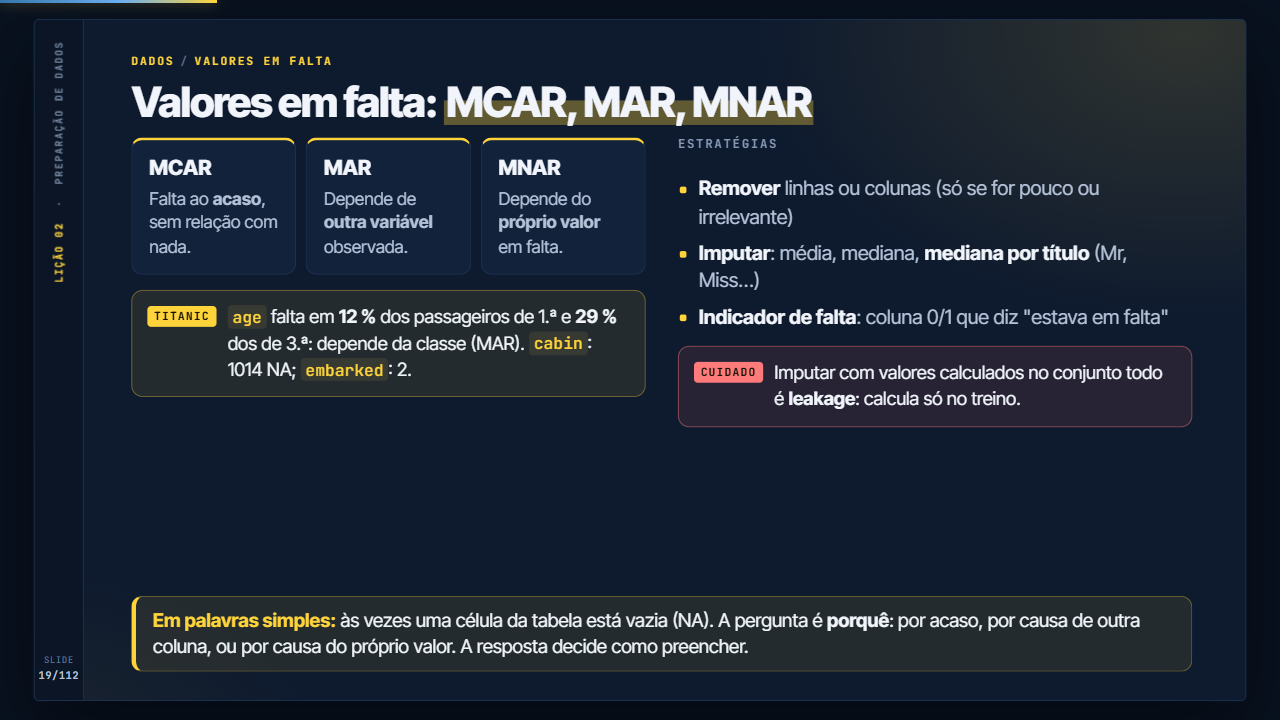 LIÇÃO 02 · PREPARAÇÃO DE DADOS
DADOS / VALORES EM FALTA
Valores em falta: MCAR, MAR, MNAR
MCAR
Falta ao acaso,
sem relação com
nada.
MAR
Depende de
outra variável
observada.
MNAR
Depende do
próprio valor
em falta.
TITANIC
age falta em 12 % dos passageiros de 1.ª e 29 %
dos de 3.ª: depende da classe (MAR). cabin:
1014 NA; embarked: 2.
ESTRATÉGIAS
Remover linhas ou colunas (só se for pouco ou
irrelevante)
Imputar: média, mediana, mediana por título (Mr,
Miss…)
Indicador de falta: coluna 0/1 que diz "estava em falta"
CUIDADO
Imputar com valores calculados no conjunto todo
é leakage: calcula só no treino.
Em palavras simples: às vezes uma célula da tabela está vazia (NA). A pergunta é porquê: por acaso, por causa de outra
coluna, ou por causa do próprio valor. A resposta decide como preencher.
SLIDE
19/112